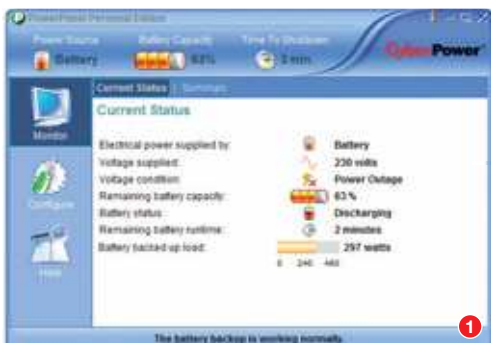 PowerPanel Personal Edition
Power Source Battery Capacity Time To Shutdown
Battery 63% 2 min
CyberPower
Current Status Summary
Current Status
Monitor
Electrical power supplied by: Battery
Voltage supplied: 230 volts
Voltage condition: Power Outage
Configure
Remaining battery capacity: 63 %
Battery status: Discharging
Remaining battery runtime: 2 minutes
Help
Battery backed up load: 297 watts
0 240 480
1
The battery backup is working normally.